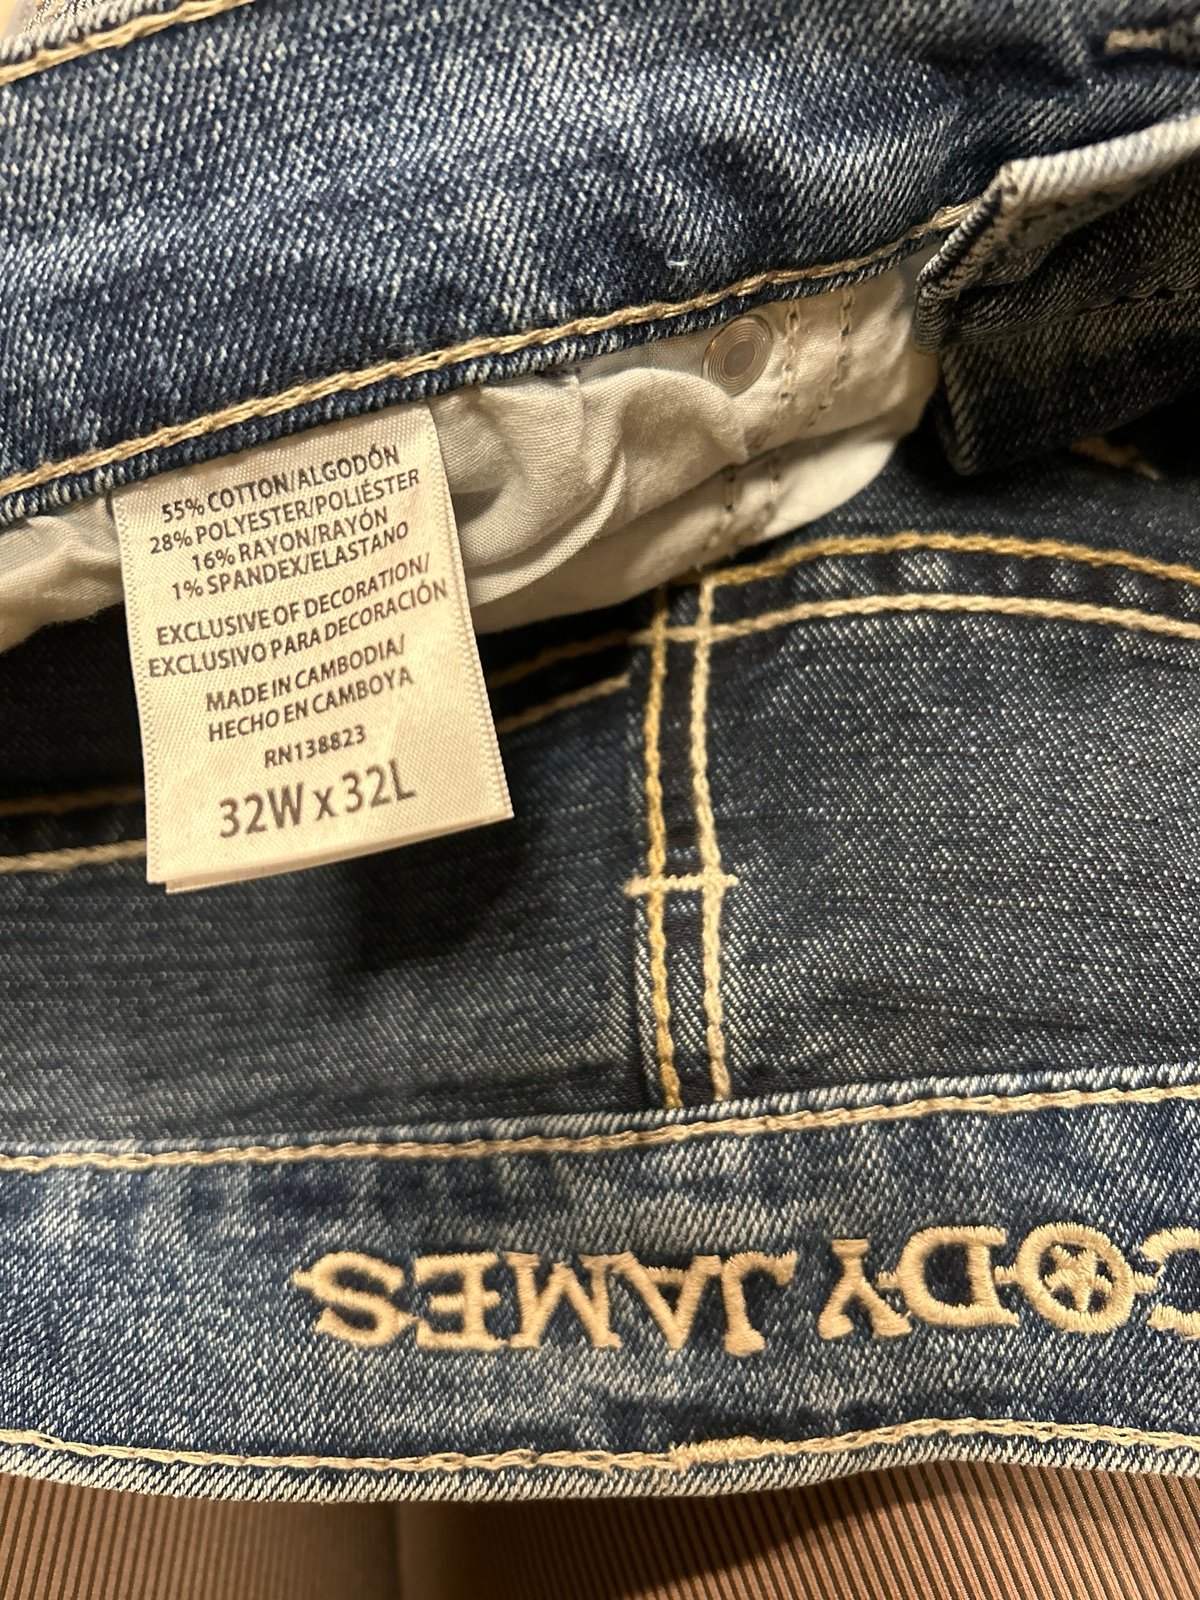 55% COTTON/ALGODÓN
28% POLYESTER/POLIÉSTER
16% RAYON/RAYÓN
1% SPANDEX/ELASTANO
EXCLUSIVE OF DECORATION/
EXCLUSIVO PARA DECORACIÓN
MADE IN CAMBODIA/
HECHO EN CAMBOYA
RN138823
32W x 32L
CODY JAMES